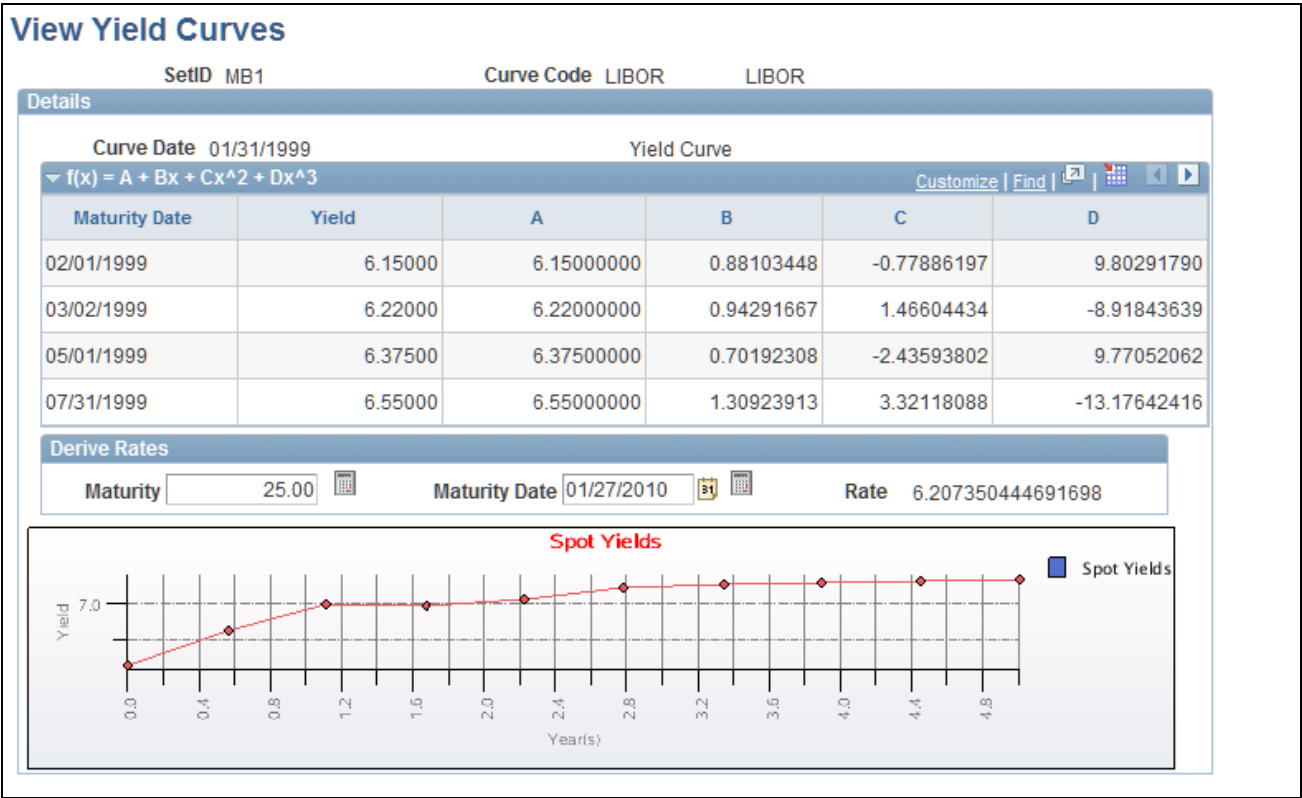 View Yield Curves
SetID MB1 Curve Code LIBOR LIBOR
Details
Curve Date 01/31/1999 Yield Curve
f(x) = A + Bx + Cx^2 + Dx^3 Customize | Find | |
Maturity Date Yield A B C D
02/01/1999 6.15000 6.15000000 0.88103448 -0.77886197 9.80291790
03/02/1999 6.22000 6.22000000 0.94291667 1.46604434 -8.91843639
05/01/1999 6.37500 6.37500000 0.70192308 -2.43593802 9.77052062
07/31/1999 6.55000 6.55000000 1.30923913 3.32118088 -13.17642416
Derive Rates
Maturity 25.00 Maturity Date 01/27/2010 31 Rate 6.207350444691698
Spot Yields
Spot Yields
Yield
7.0
0.0 0.4 0.8 1.2 1.6 2.0 2.4 2.8 3.2 3.6 4.0 4.4 4.8
Year(s)